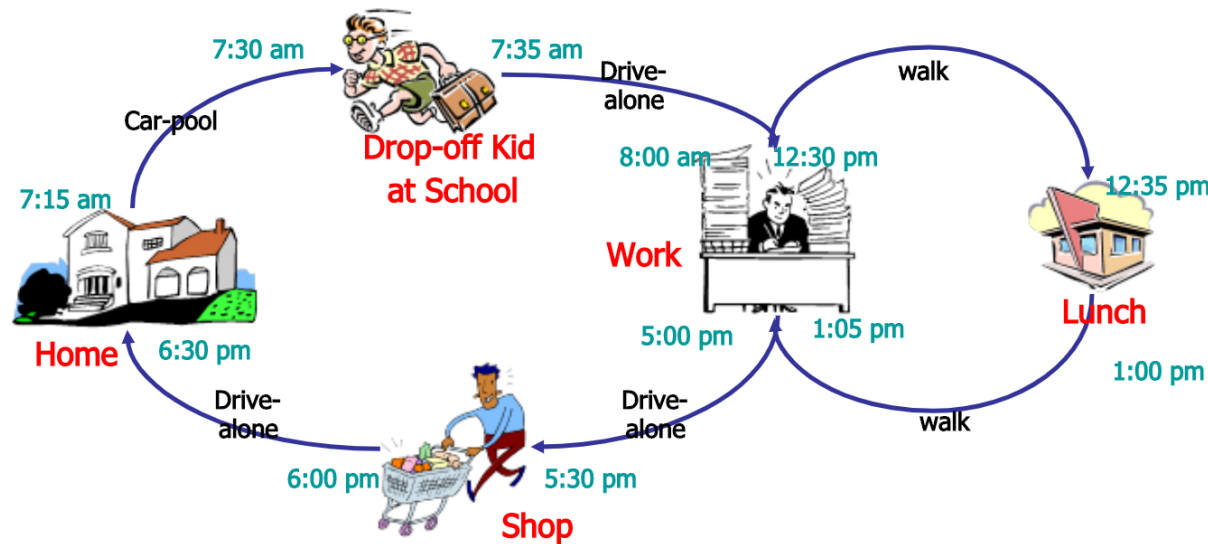 7:30 am
7:35 am
Drive-
alone
walk
Car-pool
Drop-off Kid
at School
8:00 am
12:30 pm
7:15 am
12:35 pm
Work
Lunch
Home
6:30 pm
5:00 pm
1:05 pm
1:00 pm
Drive-
alone
Drive-
alone
walk
6:00 pm
5:30 pm
Shop